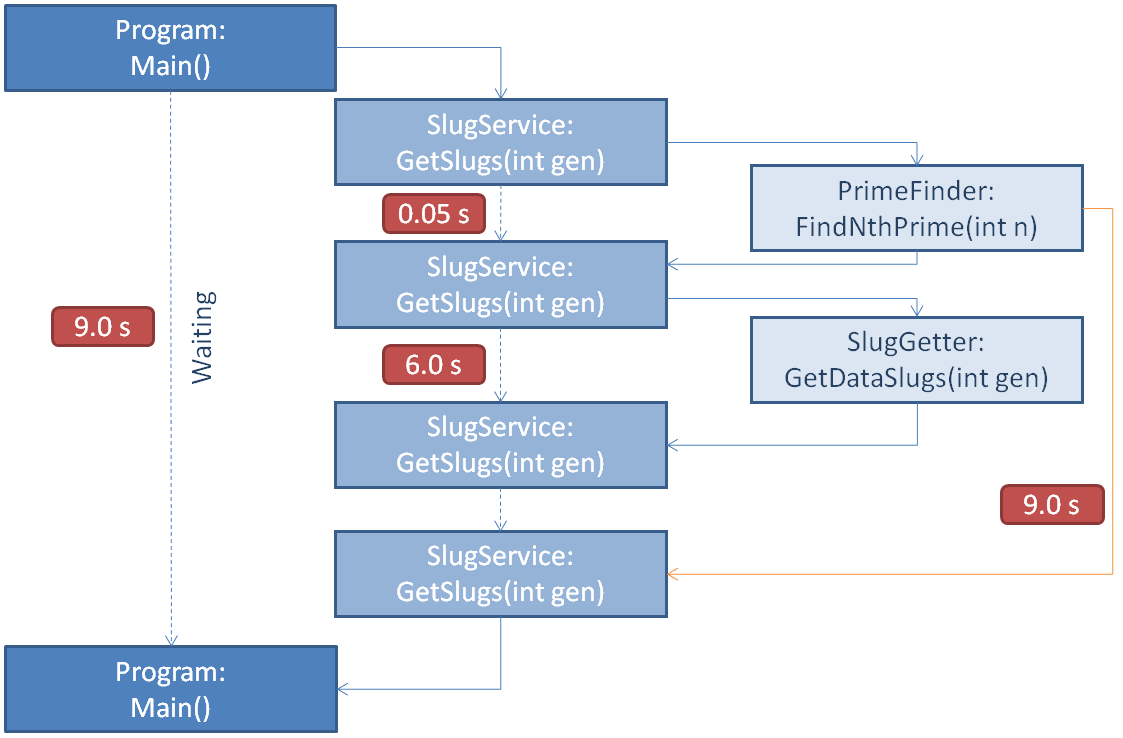 Program:
Main()
SlugService:
GetSlugs(int gen)
PrimeFinder:
FindNthPrime(int n)
0.05 s
SlugService:
GetSlugs(int gen)
9.0 s
Waiting
SlugGetter:
GetDataSlugs(int gen)
6.0 s
SlugService:
GetSlugs(int gen)
9.0 s
SlugService:
GetSlugs(int gen)
Program:
Main()